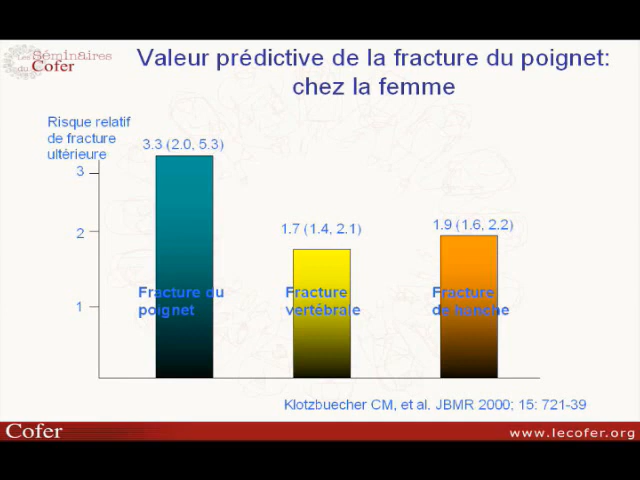 Les Séminaires
du Cofer
Valeur prédictive de la fracture du poignet:
chez la femme
Risque relatif
de fracture
ultérieure
3.3 (2.0, 5.3)
3
1.7 (1.4, 2.1)
1.9 (1.6, 2.2)
2
Fracture du
poignet
Fracture
vertébrale
Fracture
de hanche
1
Klotzbuecher CM, et al. JBMR 2000; 15: 721-39
Cofer
www.lecofer.org